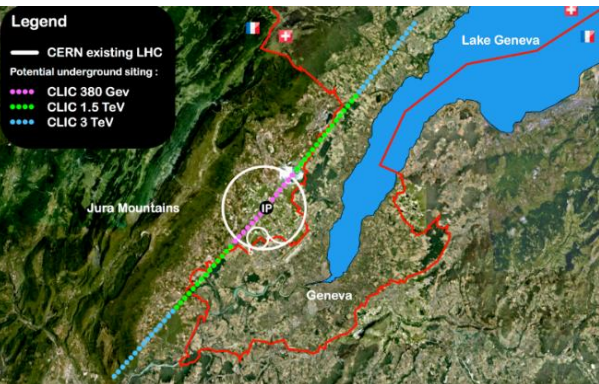 Legend
CERN existing LHC
Potential underground siting :
CLIC 380 Gev
CLIC 1.5 TeV
CLIC 3 TeV
Lake Geneva
Jura Mountains
IP
Geneva